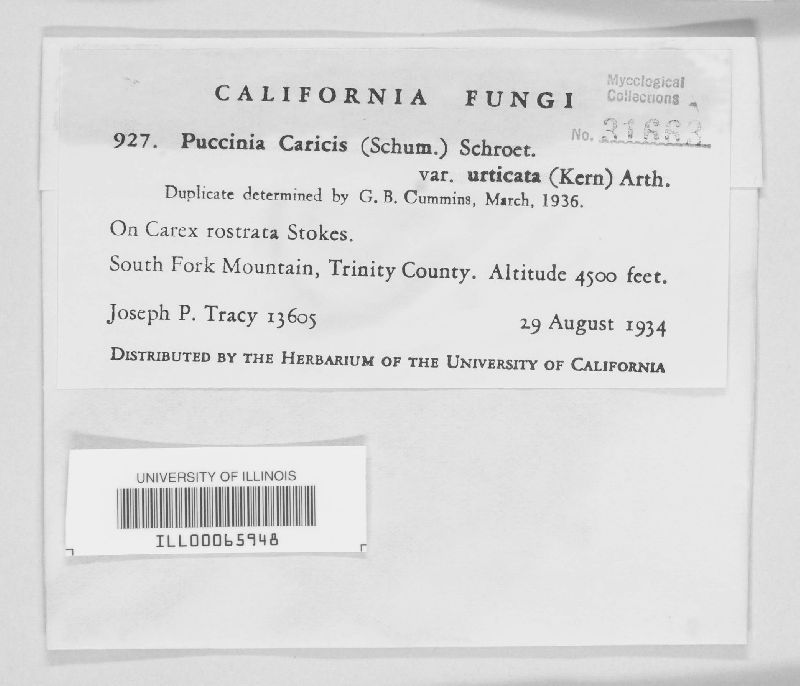 CALIFORNIA FUNGI
Mycological
Collections
No. 31663
927. Puccinia Caricis (Schum.) Schroet.
var. urticata (Kern) Arth.
Duplicate determined by G. B. Cummins, March, 1936.
On Carex rostrata Stokes.
South Fork Mountain, Trinity County. Altitude 4500 feet.
Joseph P. Tracy 13605 29 August 1934
Distributed by the Herbarium of the University of California
UNIVERSITY OF ILLINOIS
ILL00065948